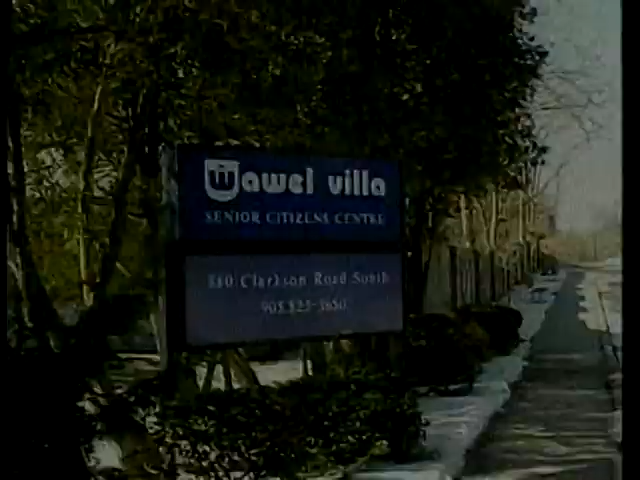 wawel villa
SENIOR CITIZENS CENTRE
880 Clarkson Road South
905.823-3650